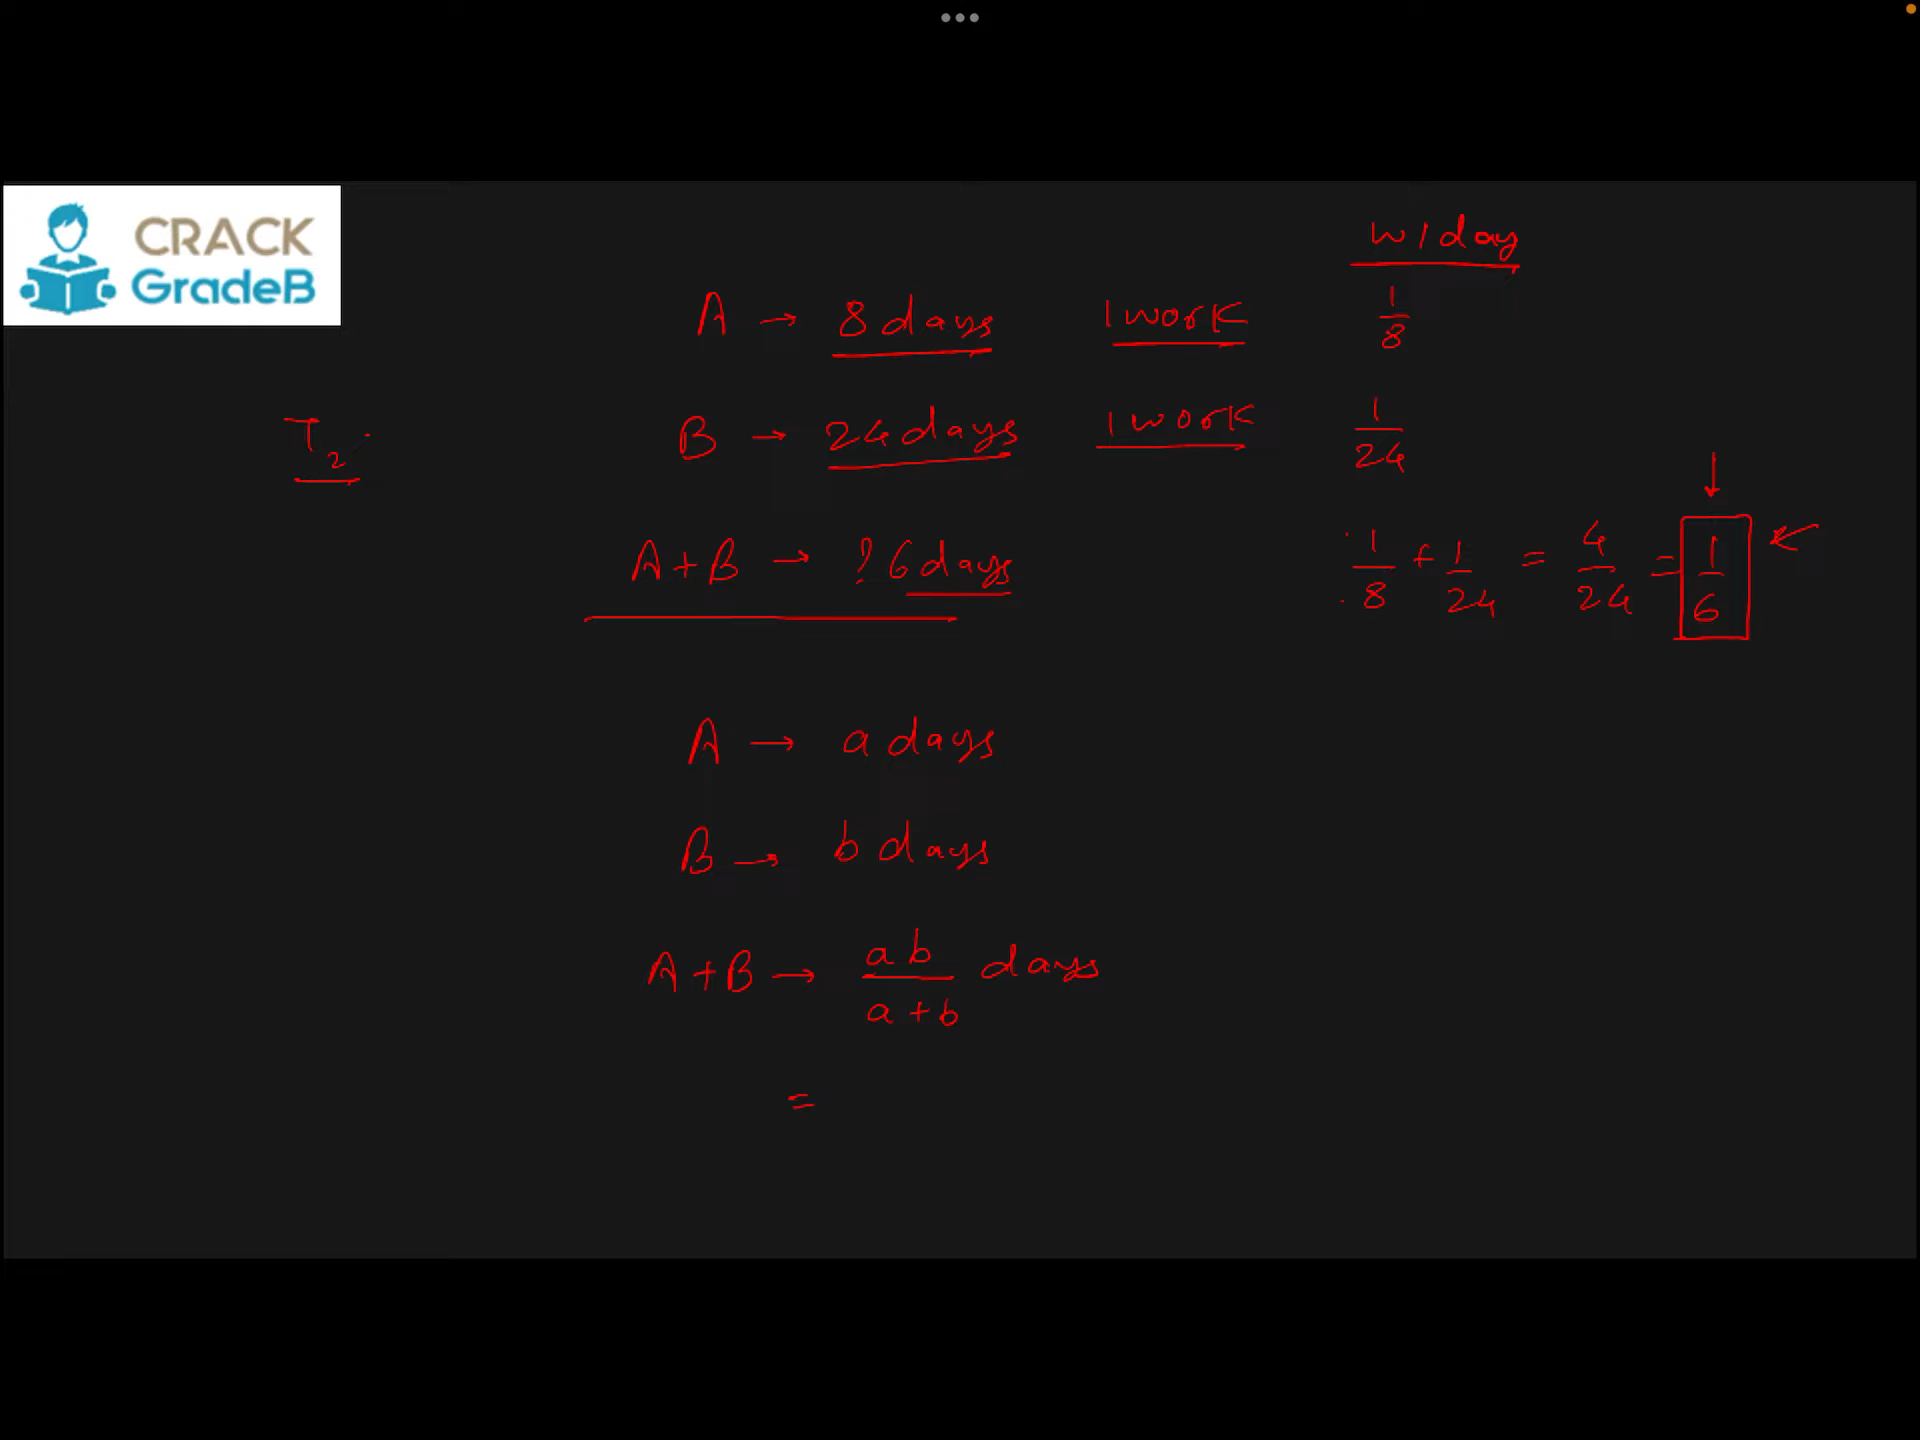 CRACK
GradeB
w/day
A → 8 days 1 work 1/8
T2
B → 24 days 1 work 1/24
A+B → ? 6 days 1/8 + 1/24 = 4/24 = 1/6
A → a days
B → b days
A+B → ab/a+b days
=